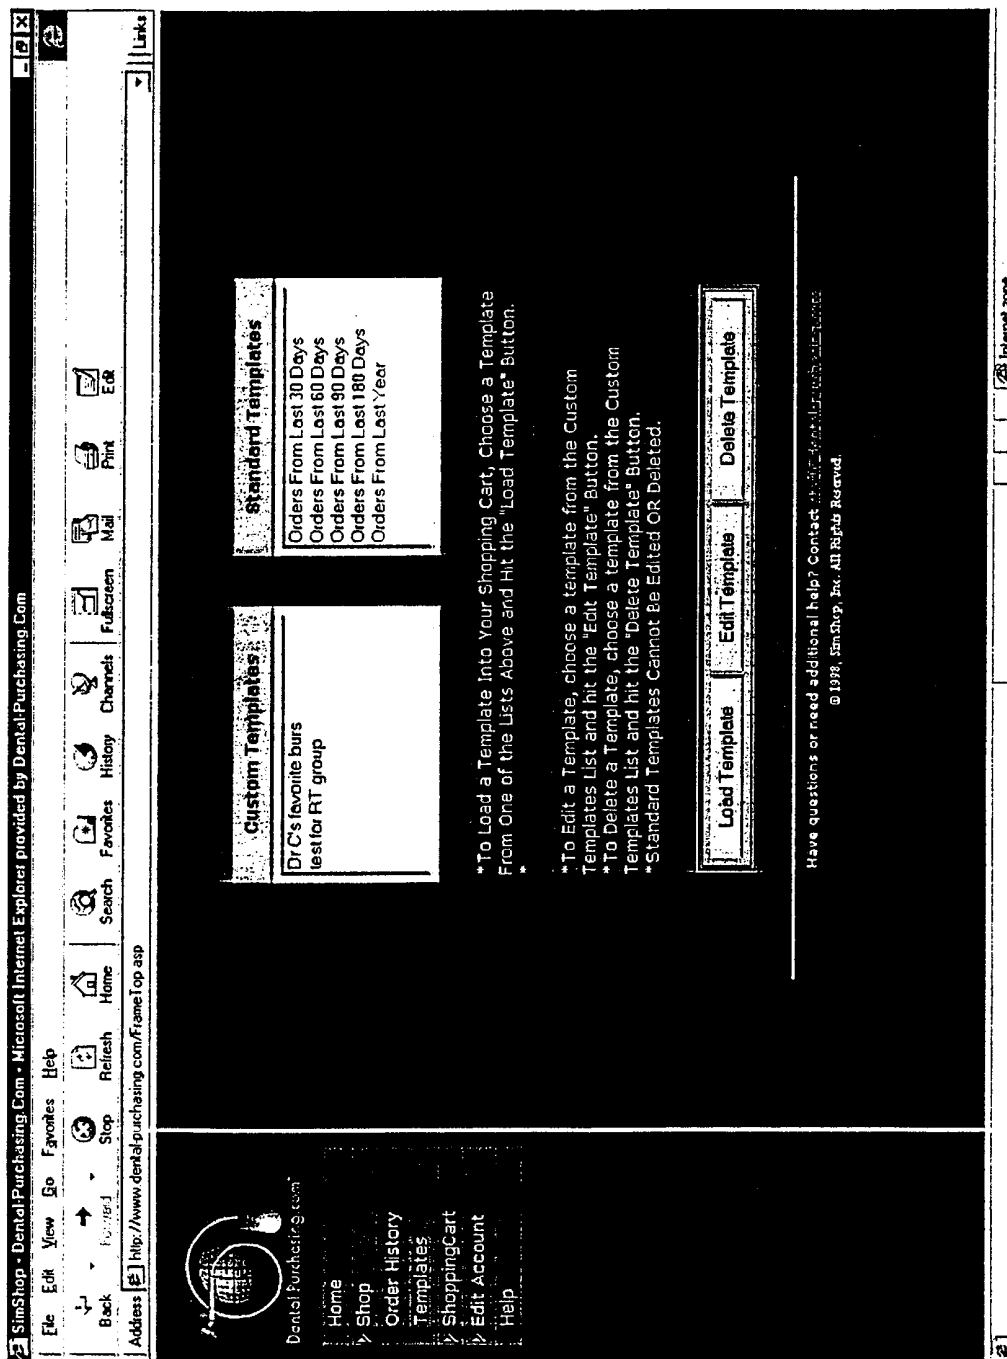 SimShop - Dental-Purchasing.Com - Microsoft Internet Explorer provided by Dental-Purchasing.Com
File Edit View Go Favorites Help
Back Forward Stop Refresh Home Search Favorites History Channels Fullscreen Mail Print Edit
Address http://www.dental-purchasing.com/FrameTop.asp Links
Dental Purchasing.com
Home
Shop
Order History
Templates
ShoppingCart
Edit Account
Help
Custom Templates
Dr C's favorite burs
test for RT group
Standard Templates
Orders From Last 30 Days
Orders From Last 60 Days
Orders From Last 90 Days
Orders From Last 180 Days
Orders From Last Year
*To Load a Template Into Your Shopping Cart, Choose a Template
From One of the Lists Above and Hit the "Load Template" Button.
*
*To Edit a Template, choose a template from the Custom
Templates List and hit the "Edit Template" Button.
*To Delete a Template, choose a template from the Custom
Templates List and hit the "Delete Template" Button.
*Standard Templates Cannot Be Edited OR Deleted.
Load Template Edit Template Delete Template
Have questions or need additional help? Contact
© 1998, SimShop, Inc. All Rights Reserved.
Internet zone